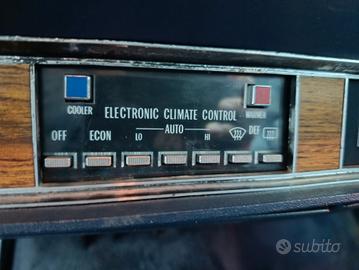 COOLER
WARMER
ELECTRONIC CLIMATE CONTROL
OFF ECON LO AUTO HI DEF
subito